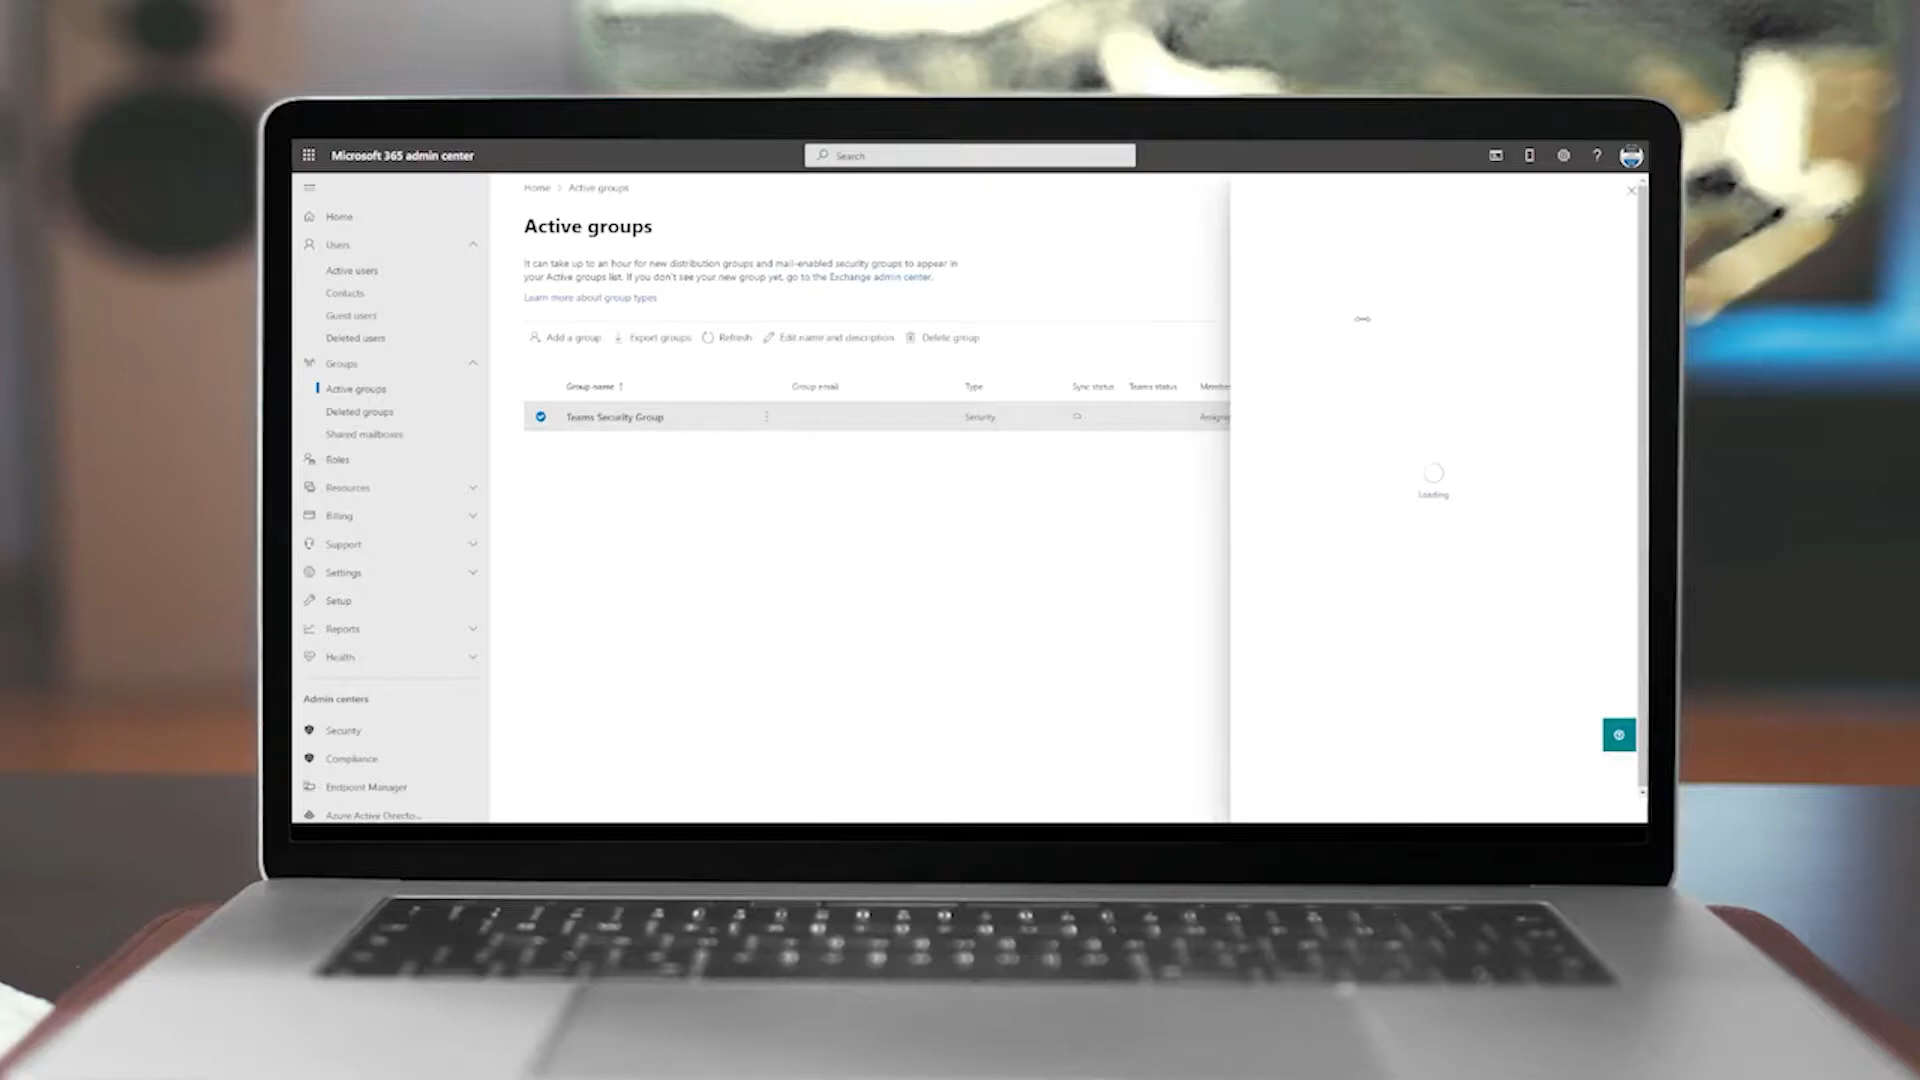 Microsoft 365 admin center
Search
?
Home
Users
Active users
Contacts
Guest users
Deleted users
Groups
Active groups
Deleted groups
Shared mailboxes
Roles
Resources
Billing
Support
Settings
Setup
Reports
Health
Admin centers
Security
Compliance
Endpoint Manager
Azure Active Directo...
Home > Active groups
Active groups
It can take up to an hour for new distribution groups and mail-enabled security groups to appear in
your Active groups list. If you don't see your new group yet, go to the Exchange admin center.
Learn more about group types
Add a group Export groups Refresh Edit name and description Delete group
Group name ↑ Group email Type Sync status Teams status Member
Teams Security Group Security Assigned
Loading